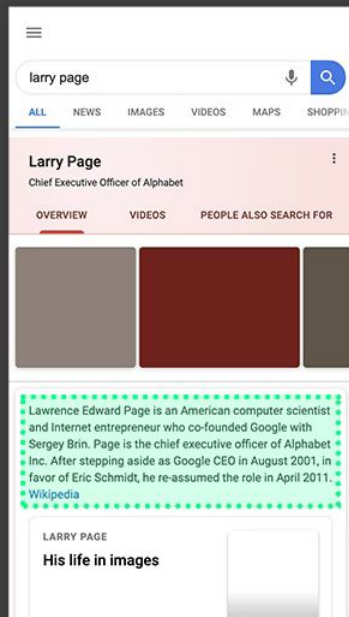 larry page
ALL NEWS IMAGES VIDEOS MAPS
Larry Page
Chief Executive Officer of Alphabet
OVERVIEW VIDEOS PEOPLE ALSO SEARCH FOR
Lawrence Edward Page is an American computer scientist
and Internet entrepreneur who co-founded Google with
Sergey Brin. Page is the chief executive officer of Alphabet
Inc. After stepping aside as Google CEO in August 2001, in
favor of Eric Schmidt, he re-assumed the role in April 2011.
Wikipedia
LARRY PAGE
His life in images